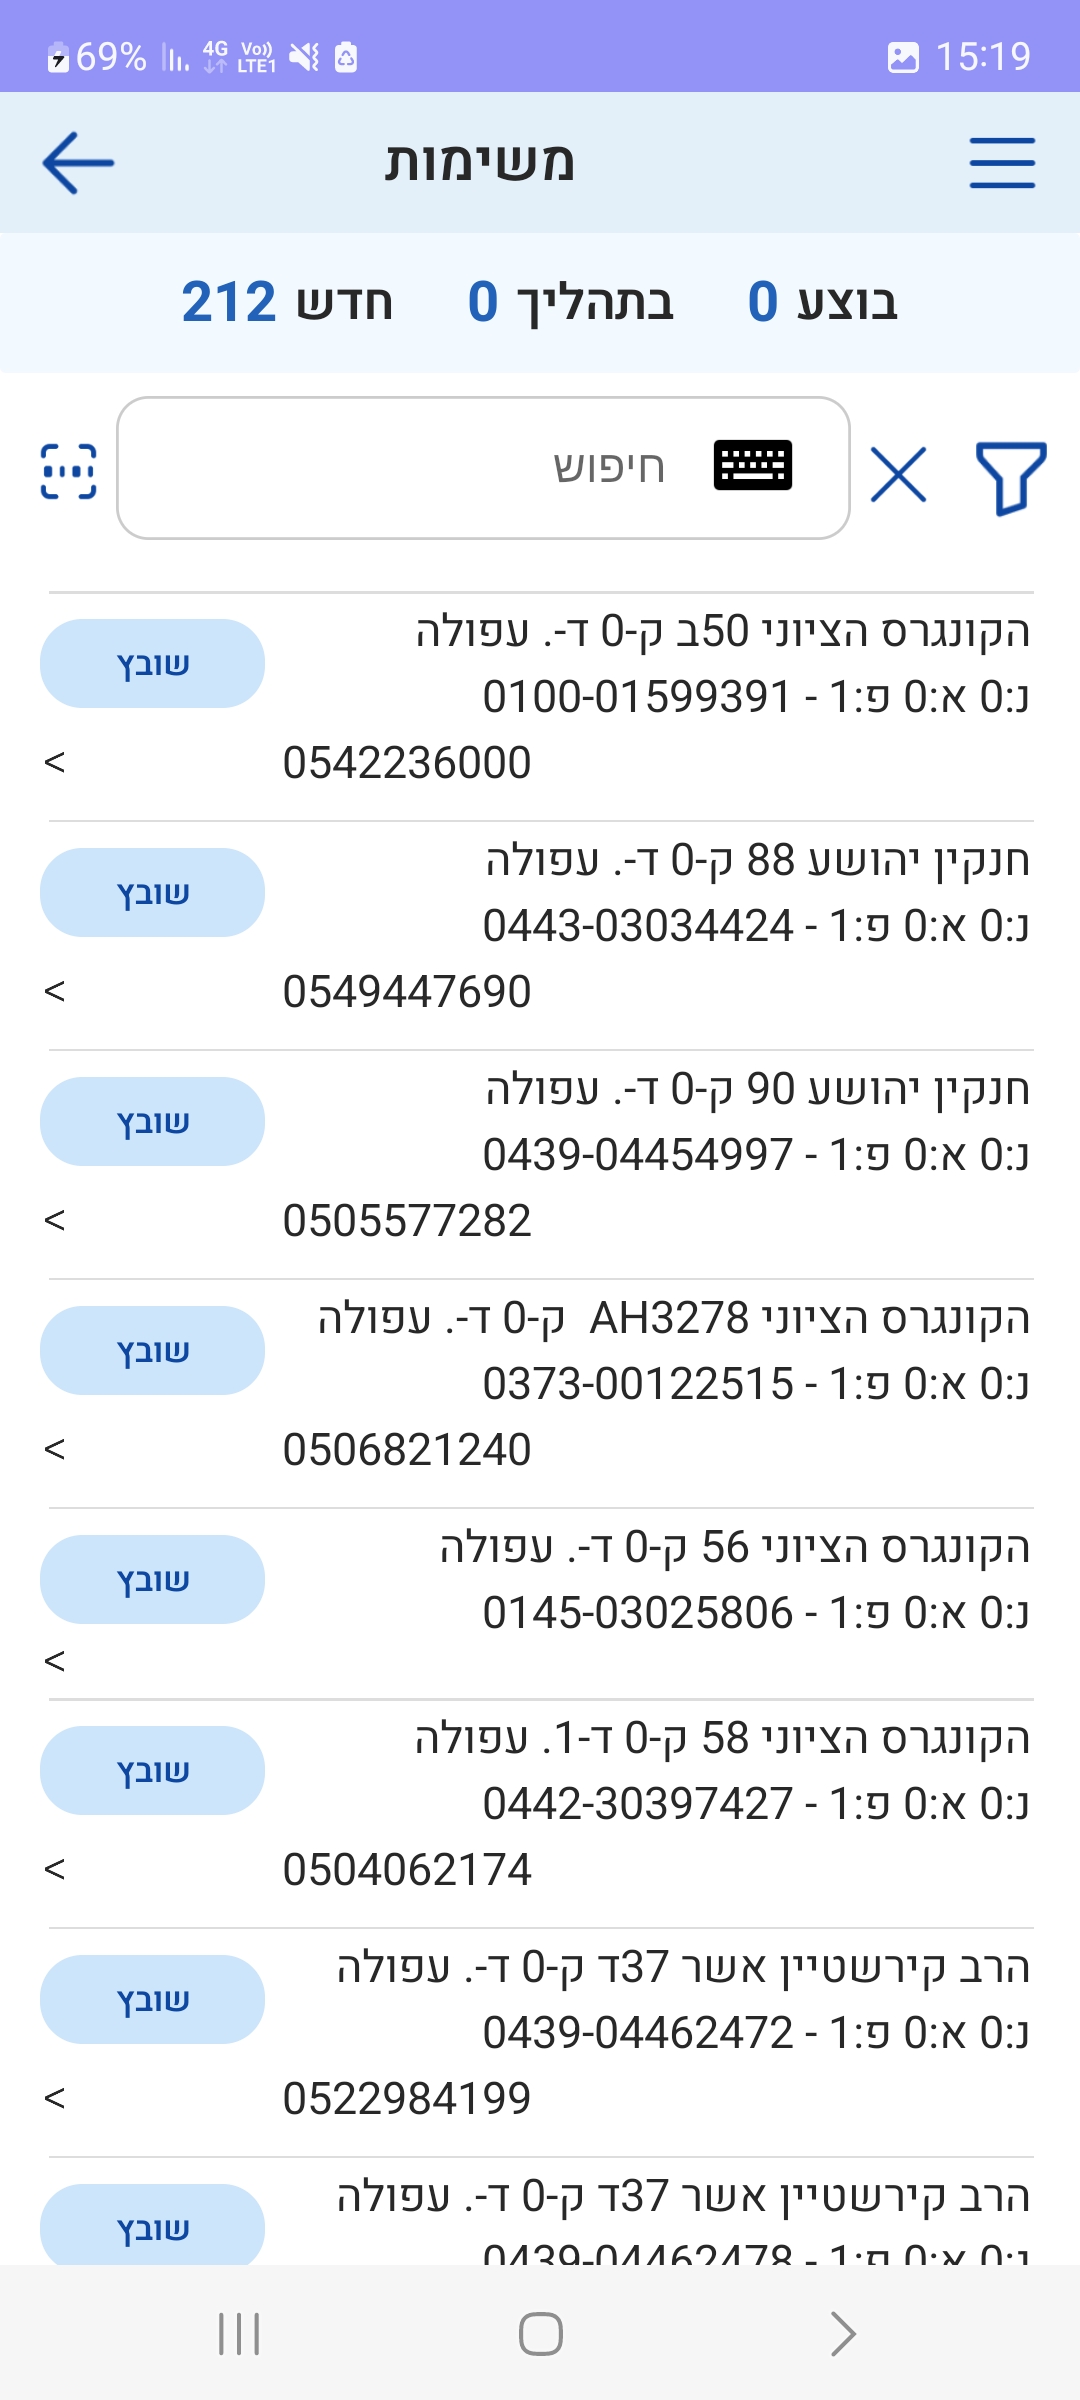 69% 4G Vo)) LTE1 15:19
משימות
בוצע 0 בתהליך 0 חדש 212
חיפוש
הקונגרס הציוני 50ב ק-0 ד-. עפולה
נ:0 א:0 פ:1 - 0100-01599391
שובץ
0542236000
>
חנקין יהושע 88 ק-0 ד-. עפולה
נ:0 א:0 פ:1 - 0443-03034424
שובץ
0549447690
>
חנקין יהושע 90 ק-0 ד-. עפולה
נ:0 א:0 פ:1 - 0439-04454997
שובץ
0505577282
>
הקונגרס הציוני AH3278 ק-0 ד-. עפולה
נ:0 א:0 פ:1 - 0373-00122515
שובץ
0506821240
>
הקונגרס הציוני 56 ק-0 ד-. עפולה
נ:0 א:0 פ:1 - 0145-03025806
שובץ
>
הקונגרס הציוני 58 ק-0 ד-1. עפולה
נ:0 א:0 פ:1 - 0442-30397427
שובץ
0504062174
>
הרב קירשטיין אשר 37ד ק-0 ד-. עפולה
נ:0 א:0 פ:1 - 0439-04462472
שובץ
0522984199
>
הרב קירשטיין אשר 37ד ק-0 ד-. עפולה
נ:0 א:0 פ:1 - 0439-04462478
שובץ